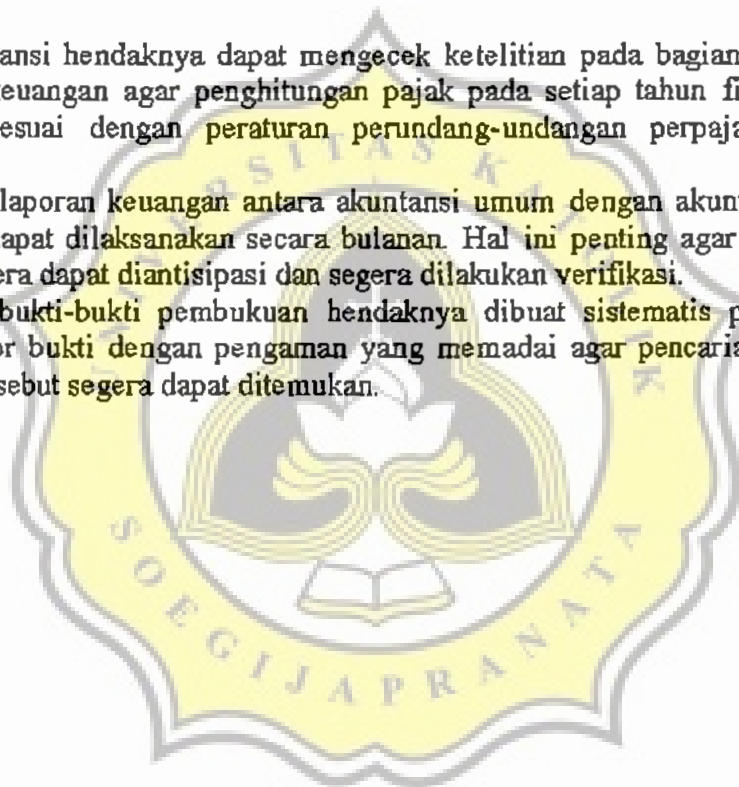 ansi hendaknya dapat mengecek ketelitian pada bagian
euangan agar penghitungan pajak pada setiap tahun fi
esuai dengan peraturan perundang-undangan perpaja
laporan keuangan antara akuntansi umum dengan akun
apat dilaksanakan secara bulanan. Hal ini penting agar
era dapat diantisipasi dan segera dilakukan verifikasi.
bukti-bukti pembukuan hendaknya dibuat sistematis p
or bukti dengan pengaman yang memadai agar pencaria
sebut segera dapat ditemukan.
UNIVERSITAS KATOLIK
SOEGIJAPRANATA